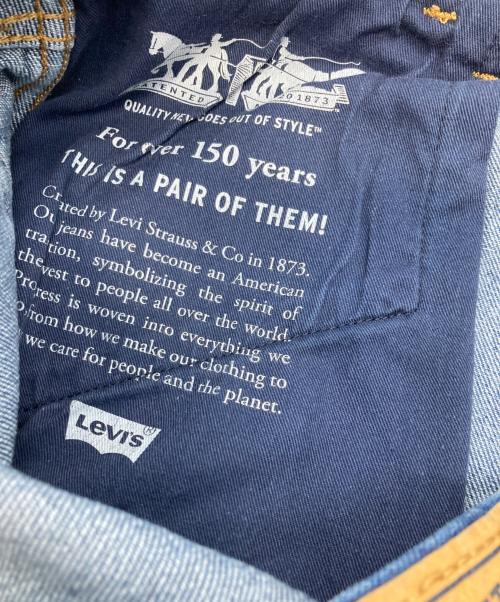 PATENTED 1873
QUALITY NEVER GOES OUT OF STYLE™
For over 150 years
THIS IS A PAIR OF THEM!
Created by Levi Strauss & Co in 1873.
Our jeans have become an American
tradition, symbolizing the spirit of
the west to people all over the world.
Progress is woven into everything we
from how we make our clothing to
we care for people and the planet.
Levi's®